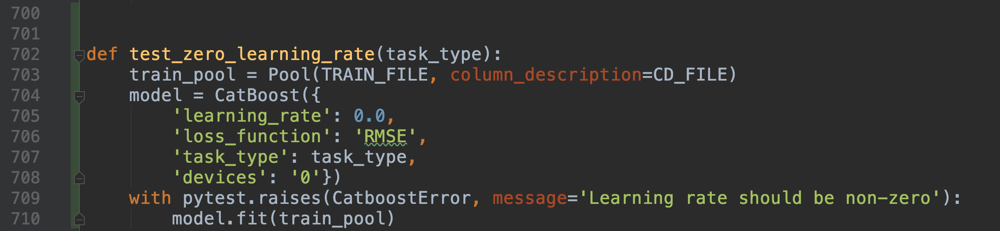 700
701
702 def test_zero_learning_rate(task_type):
703     train_pool = Pool(TRAIN_FILE, column_description=CD_FILE)
704     model = CatBoost({
705         'learning_rate': 0.0,
706         'loss_function': 'RMSE',
707         'task_type': task_type,
708         'devices': '0'})
709     with pytest.raises(CatboostError, message='Learning rate should be non-zero'):
710         model.fit(train_pool)